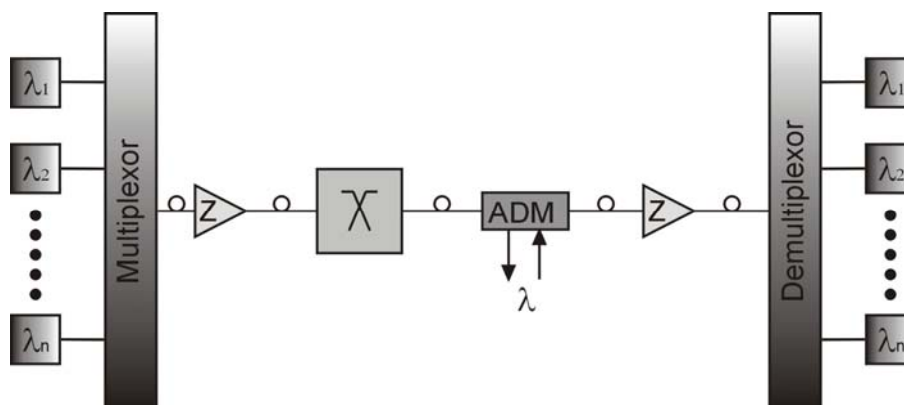 λ1
λ2
λn
Multiplexor
Z
ADM
λ
Z
Demultiplexor
λ1
λ2
λn